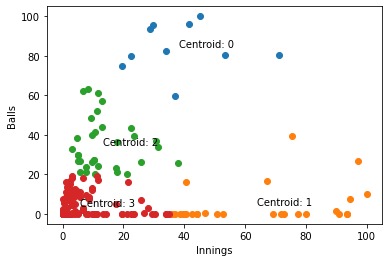 100
80
60
40
20
0
Balls
Centroid: 0
Centroid: 2
Centroid: 3
Centroid: 1
0
20
40
60
80
100
Innings